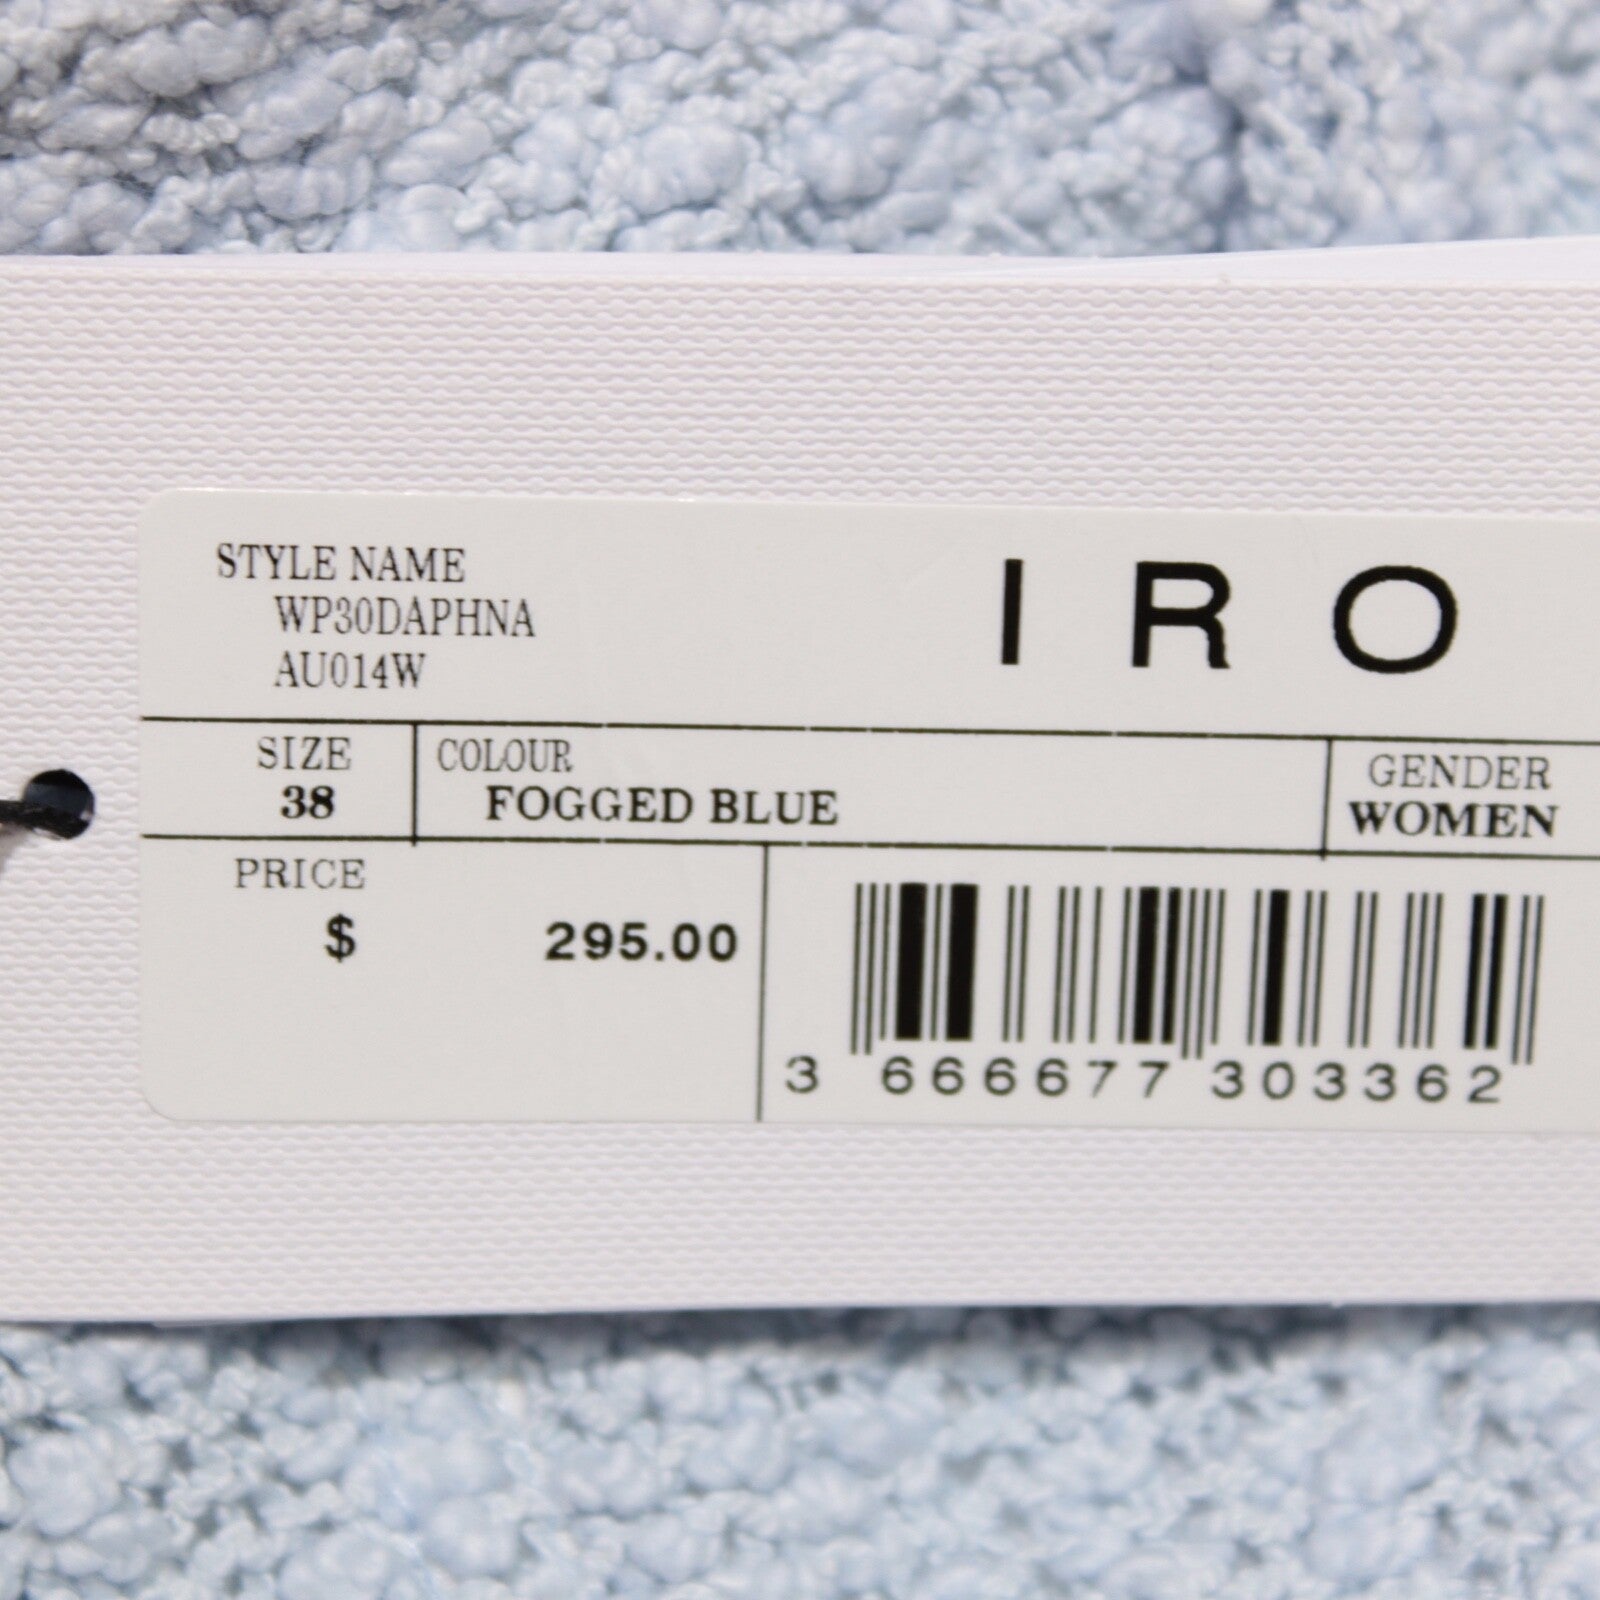 STYLE NAME
WP30DAPHNA
AU014W
IRO
SIZE
38
COLOUR
FOGGED BLUE
GENDER
WOMEN
PRICE
$ 295.00
3 666677 303362